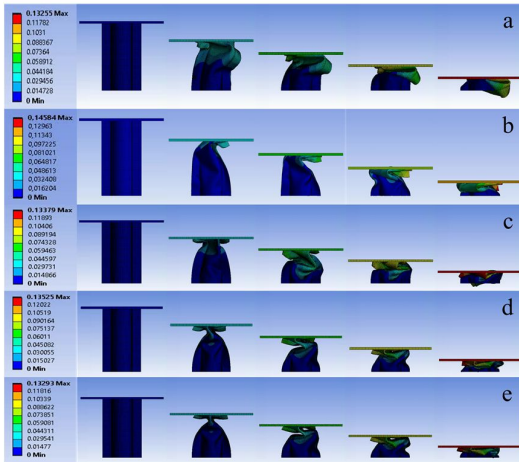 0.13255 Max
0.11782
0.1031
0.088367
0.07364
0.058912
0.044184
0.029456
0.014728
0 Min
a
0.14584 Max
0.12963
0.11343
0.097225
0.081021
0.064817
0.048613
0.032408
0.016204
0 Min
b
0.13379 Max
0.11893
0.10406
0.089194
0.074328
0.059463
0.044597
0.029731
0.014866
0 Min
c
0.13525 Max
0.12022
0.10519
0.090164
0.075137
0.06011
0.045082
0.030055
0.015027
0 Min
d
0.13293 Max
0.11816
0.10339
0.088622
0.073851
0.059081
0.044311
0.029541
0.01477
0 Min
e